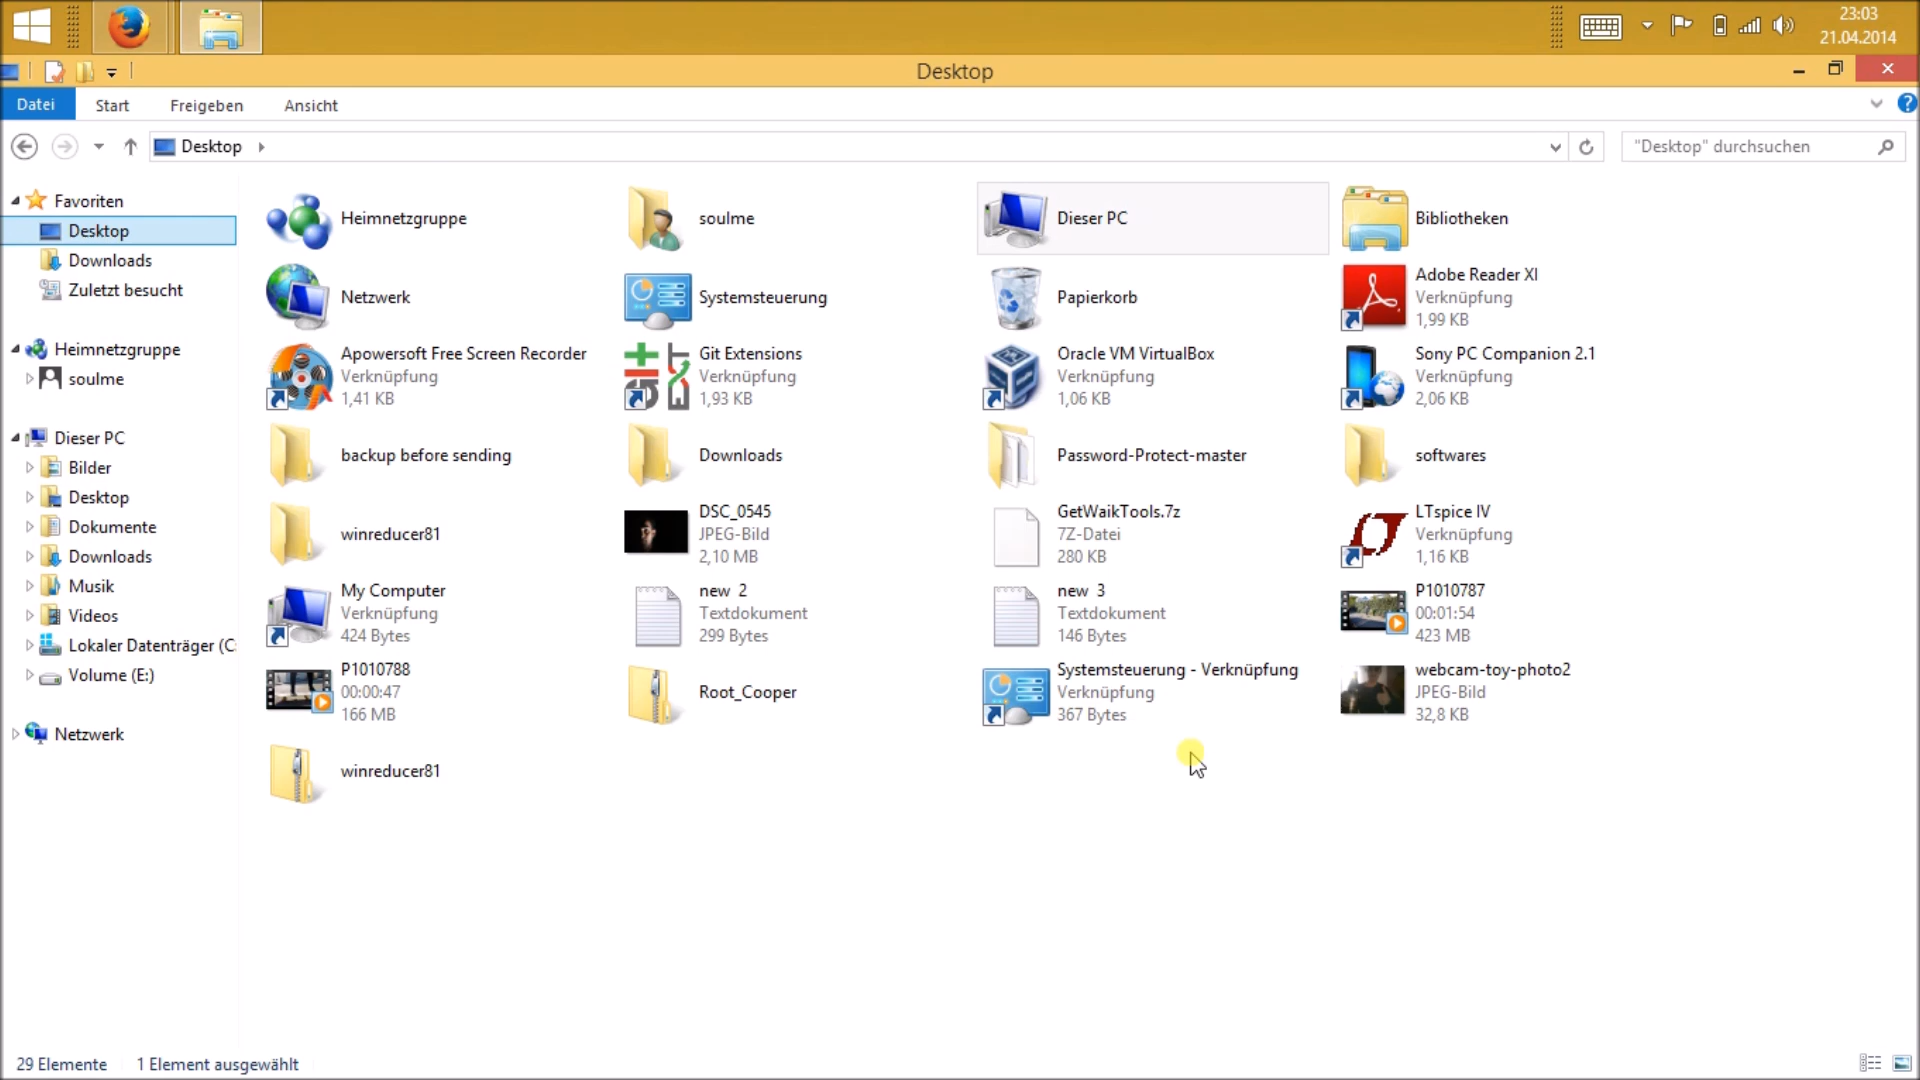 23:03
21.04.2014
Desktop
Datei Start Freigeben Ansicht
Desktop
"Desktop" durchsuchen
Favoriten
Desktop
Downloads
Zuletzt besucht
Heimnetzgruppe
soulme
Dieser PC
Bilder
Desktop
Dokumente
Downloads
Musik
Videos
Lokaler Datenträger (C:
Volume (E:)
Netzwerk
Heimnetzgruppe
soulme
Dieser PC
Bibliotheken
Netzwerk
Systemsteuerung
Papierkorb
Adobe Reader XI
Verknüpfung
1,99 KB
Apowersoft Free Screen Recorder
Verknüpfung
1,41 KB
Git Extensions
Verknüpfung
1,93 KB
Oracle VM VirtualBox
Verknüpfung
1,06 KB
Sony PC Companion 2.1
Verknüpfung
2,06 KB
backup before sending
Downloads
Password-Protect-master
softwares
winreducer81
DSC_0545
JPEG-Bild
2,10 MB
GetWaikTools.7z
7Z-Datei
280 KB
LTspice IV
Verknüpfung
1,16 KB
My Computer
Verknüpfung
424 Bytes
new 2
Textdokument
299 Bytes
new 3
Textdokument
146 Bytes
P1010787
00:01:54
423 MB
P1010788
00:00:47
166 MB
Root_Cooper
Systemsteuerung - Verknüpfung
Verknüpfung
367 Bytes
webcam-toy-photo2
JPEG-Bild
32,8 KB
winreducer81
29 Elemente 1 Element ausgewählt